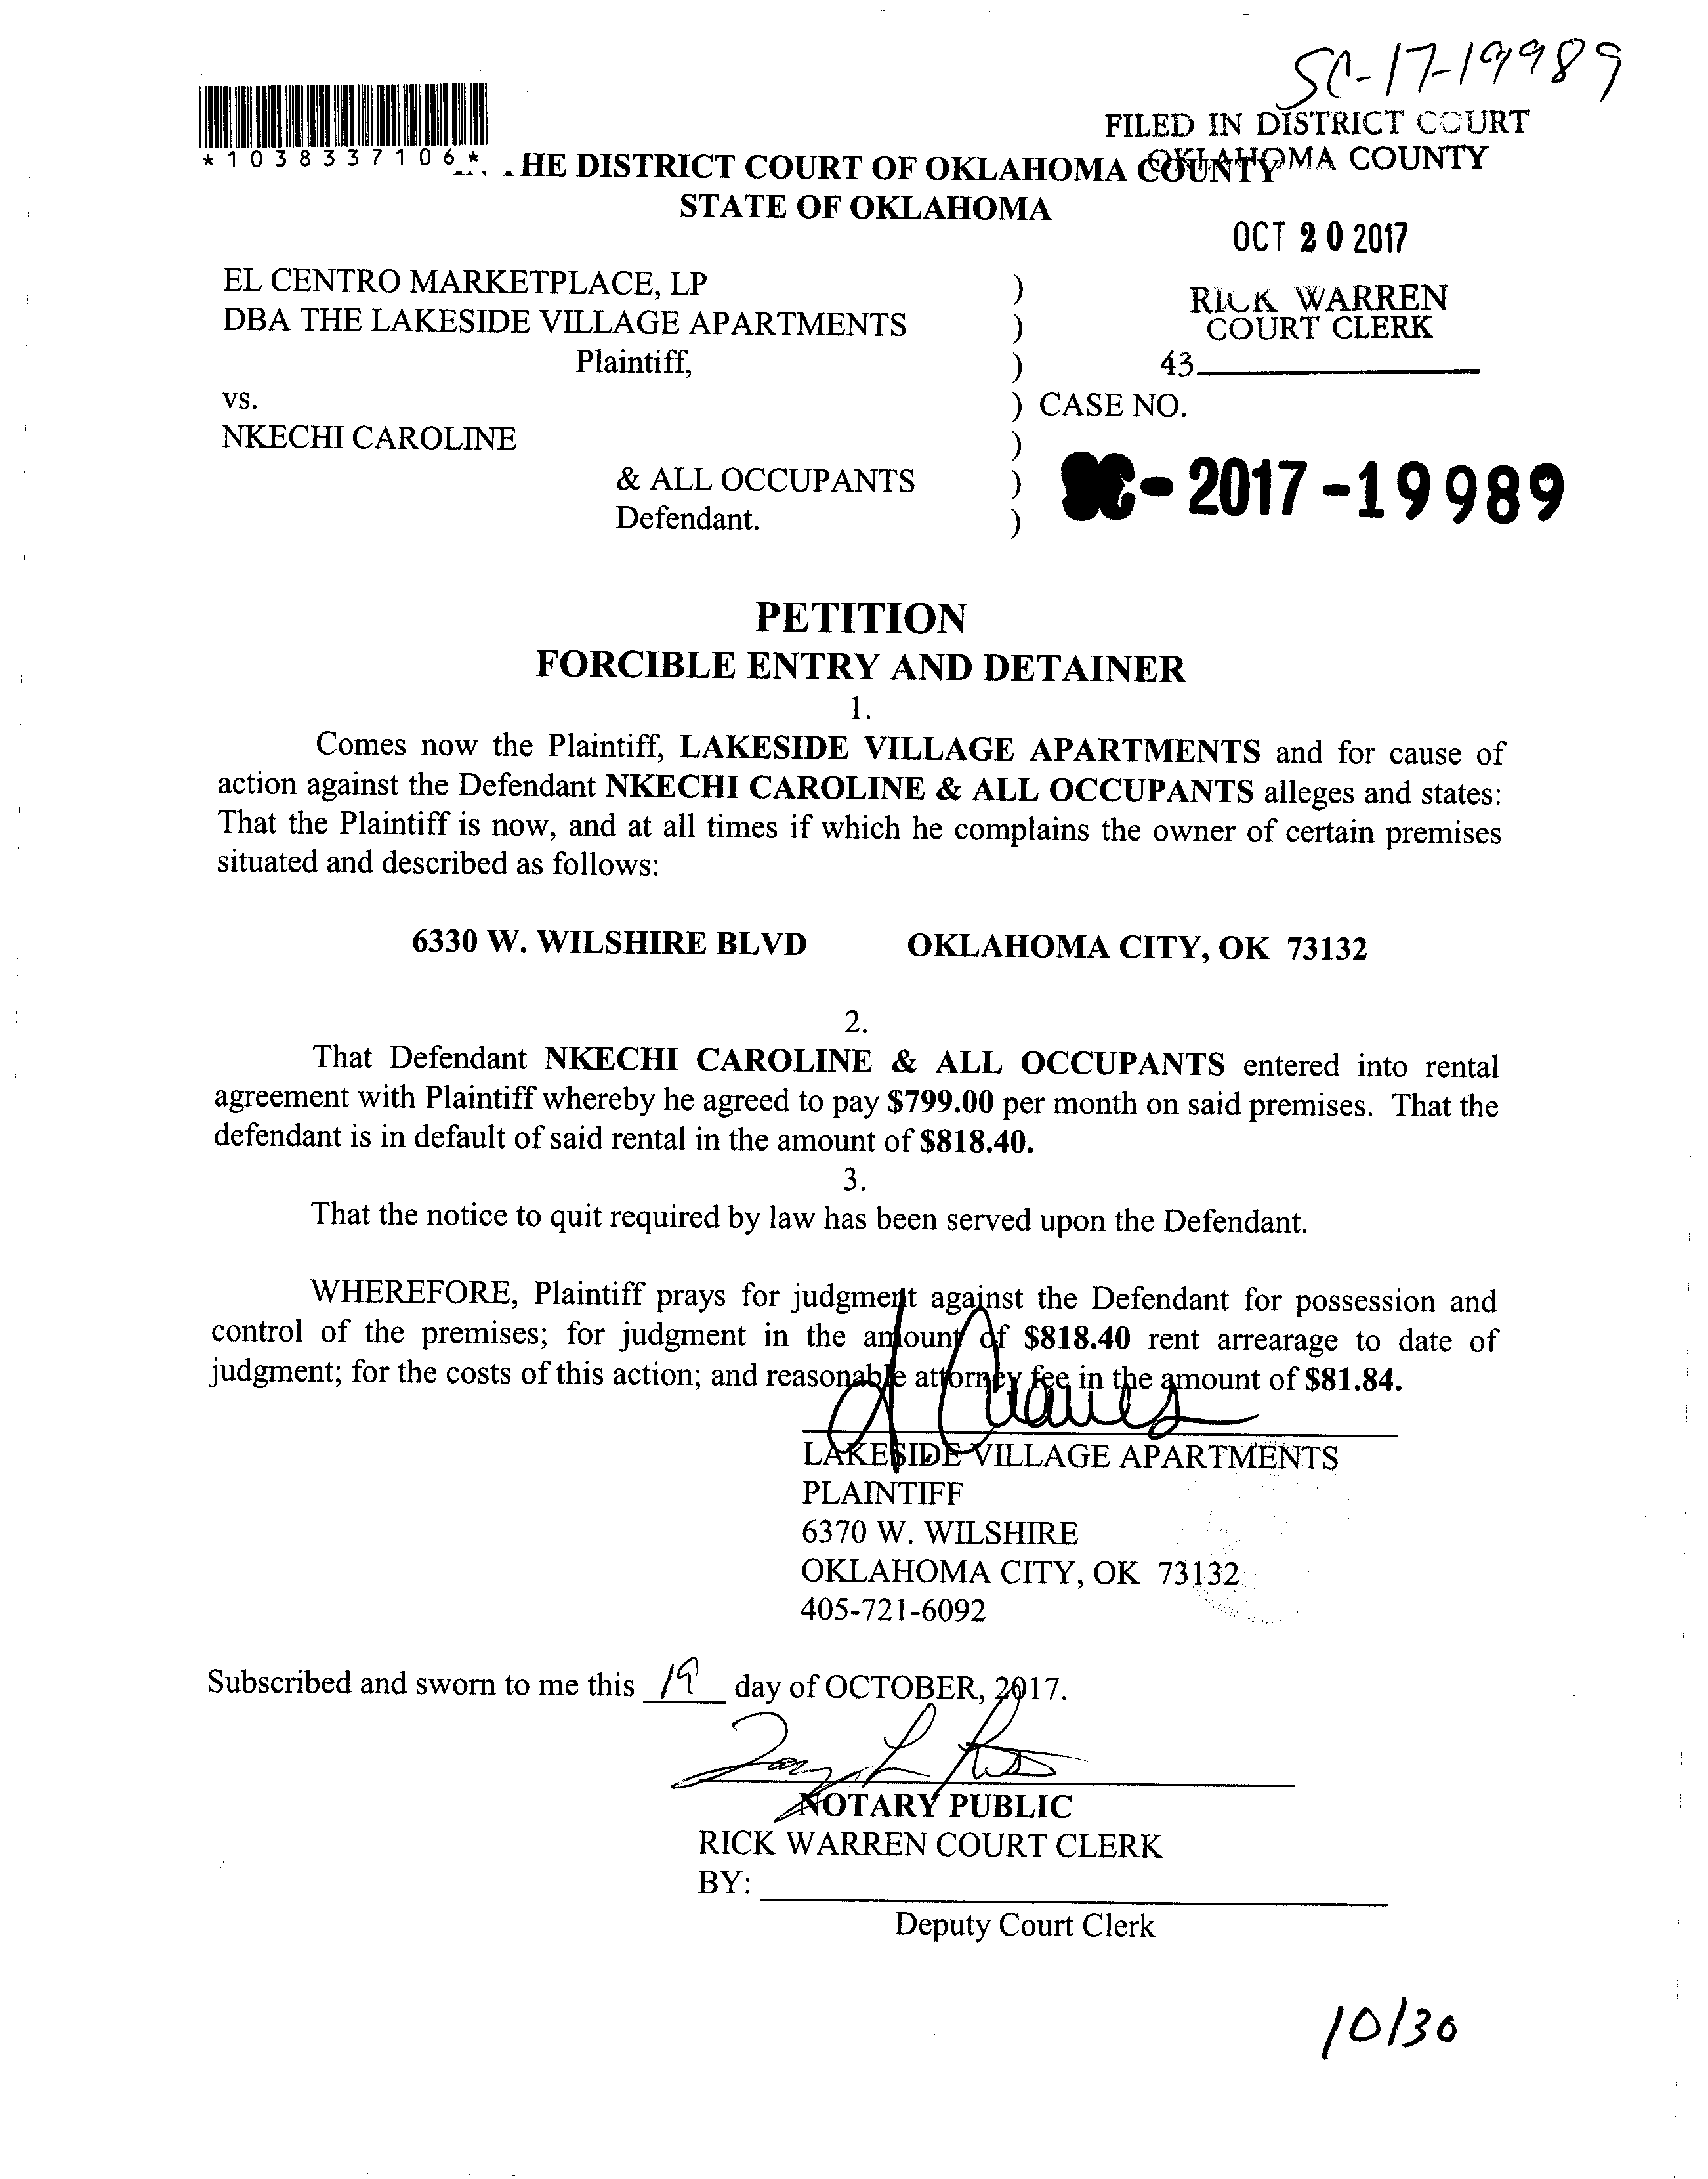 SC-17-19989
FILED IN DISTRICT COURT
OKLAHOMA COUNTY
*1038337106*
HE DISTRICT COURT OF OKLAHOMA COUNTY
STATE OF OKLAHOMA
OCT 20 2017
EL CENTRO MARKETPLACE, LP )
DBA THE LAKESIDE VILLAGE APARTMENTS )
Plaintiff, )
RICK WARREN
COURT CLERK
43
vs. ) CASE NO.
NKECHI CAROLINE )
& ALL OCCUPANTS )
Defendant. )
SC-2017-19989
PETITION
FORCIBLE ENTRY AND DETAINER
1.
Comes now the Plaintiff, LAKESIDE VILLAGE APARTMENTS and for cause of
action against the Defendant NKECHI CAROLINE & ALL OCCUPANTS alleges and states:
That the Plaintiff is now, and at all times if which he complains the owner of certain premises
situated and described as follows:
6330 W. WILSHIRE BLVD OKLAHOMA CITY, OK 73132
2.
That Defendant NKECHI CAROLINE & ALL OCCUPANTS entered into rental
agreement with Plaintiff whereby he agreed to pay $799.00 per month on said premises. That the
defendant is in default of said rental in the amount of $818.40.
3.
That the notice to quit required by law has been served upon the Defendant.
WHEREFORE, Plaintiff prays for judgment against the Defendant for possession and
control of the premises; for judgment in the amount of $818.40 rent arrearage to date of
judgment; for the costs of this action; and reasonable attorney fee in the amount of $81.84.
LAKESIDE VILLAGE APARTMENTS
PLAINTIFF
6370 W. WILSHIRE
OKLAHOMA CITY, OK 73132
405-721-6092
Subscribed and sworn to me this 19 day of OCTOBER, 2017.
NOTARY PUBLIC
RICK WARREN COURT CLERK
BY:
Deputy Court Clerk
10/30